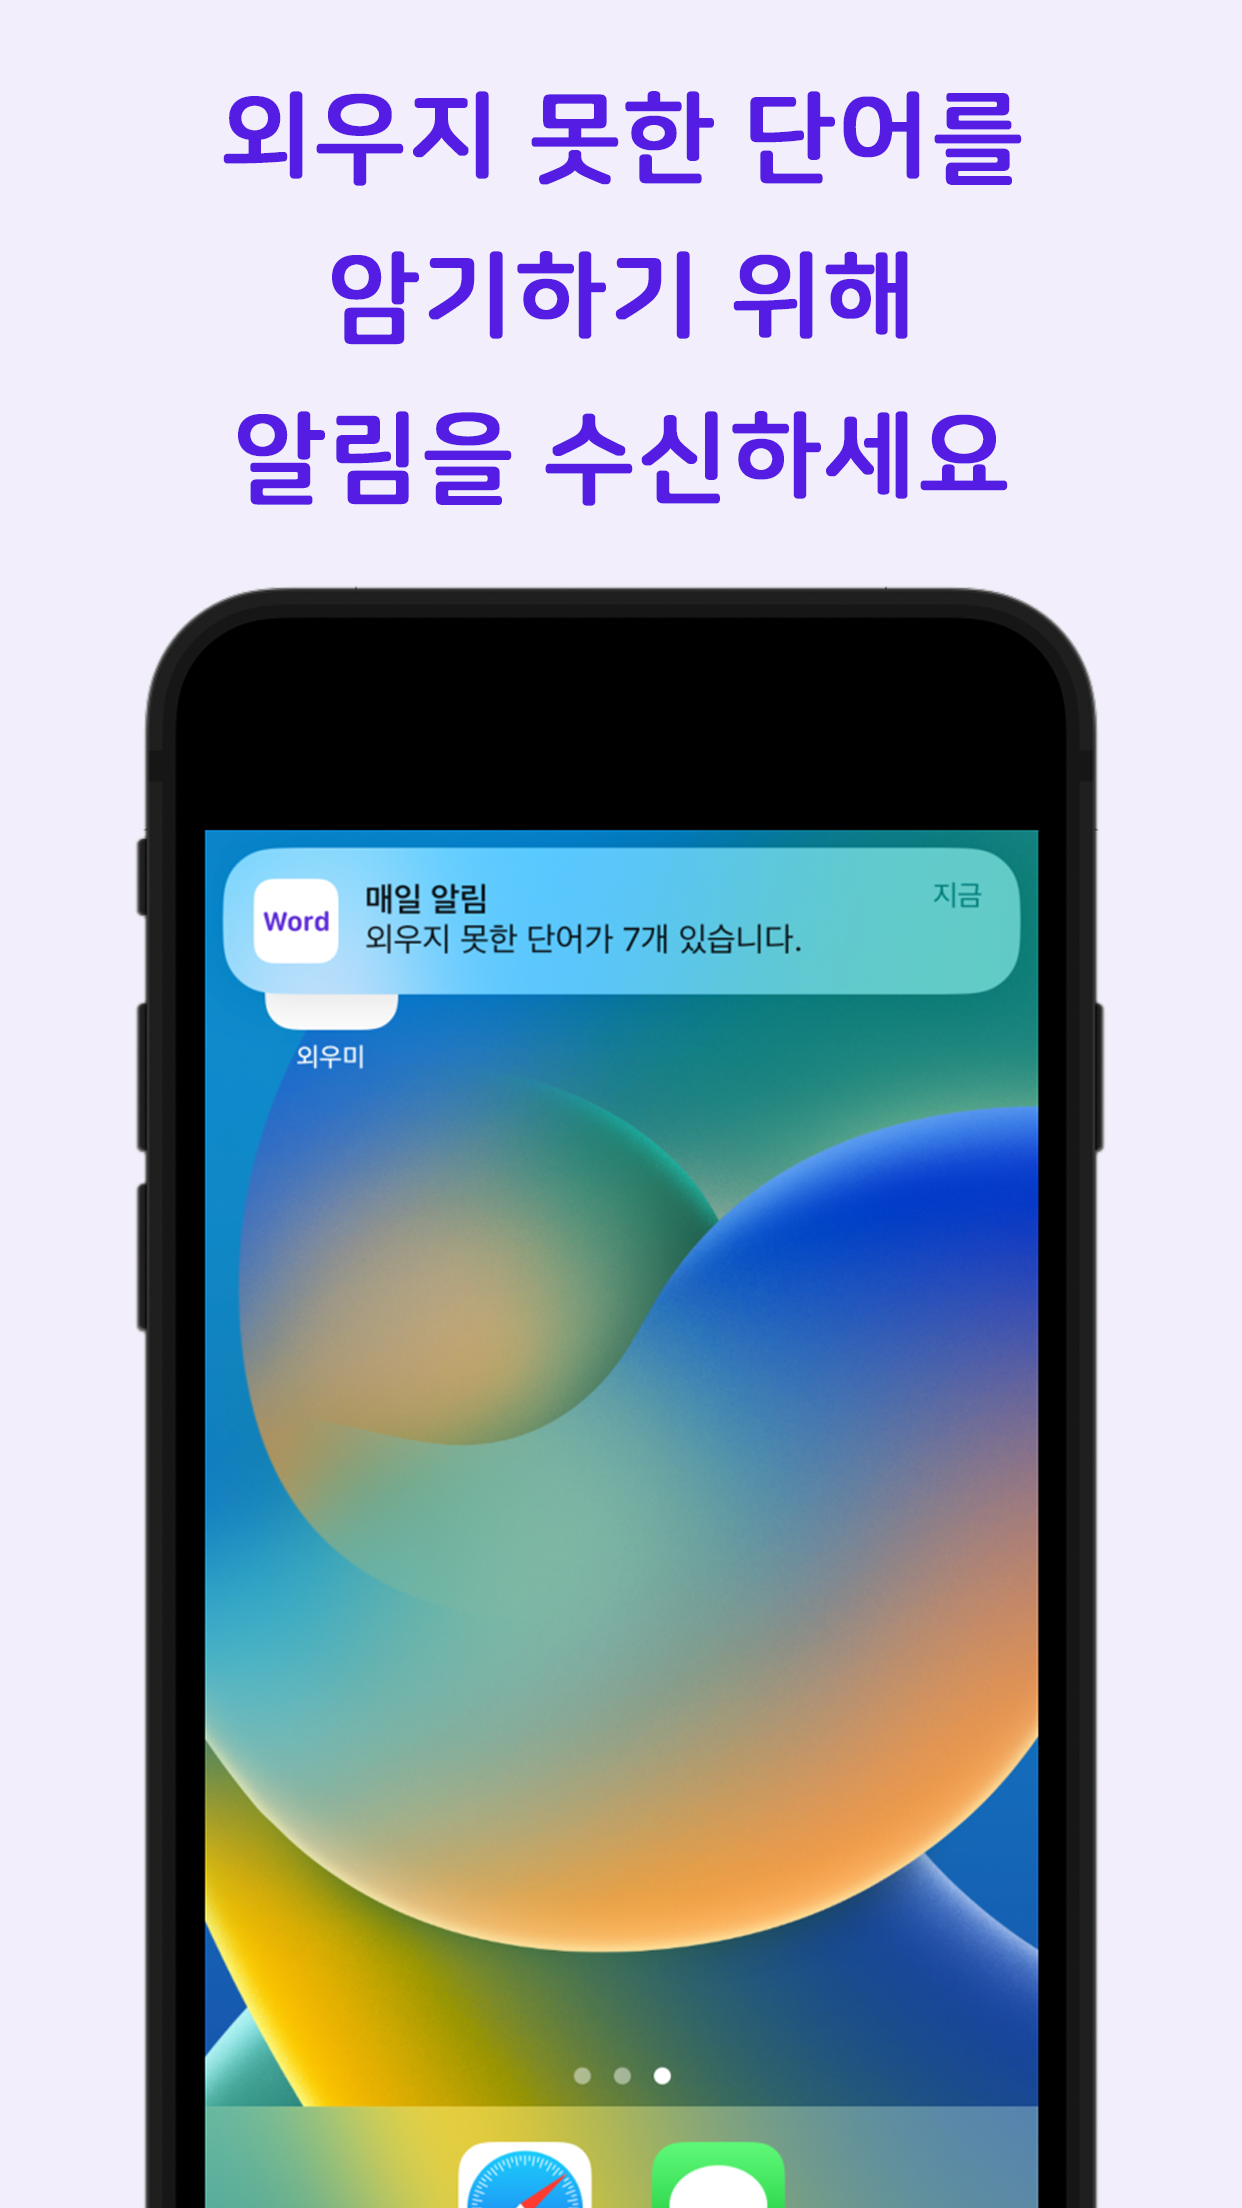 외우지 못한 단어를
암기하기 위해
알림을 수신하세요
Word
매일 알림
지금
외우지 못한 단어가 7개 있습니다.
외우미